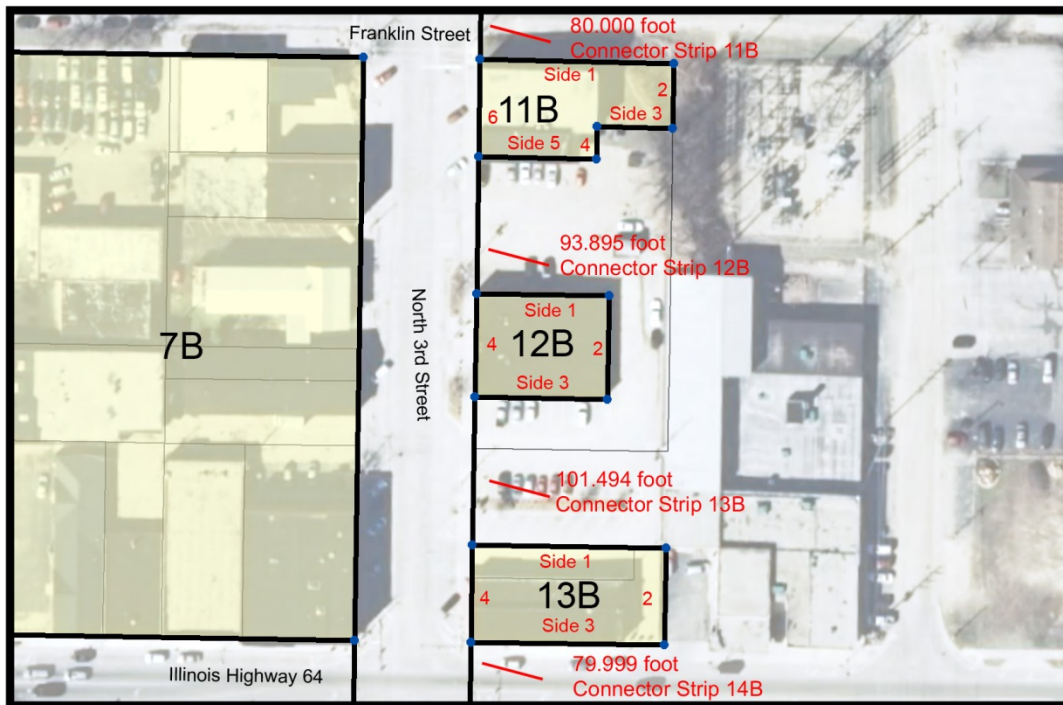 Franklin Street
80.000 foot
Connector Strip 11B
Side 1
2
11B
6
Side 3
Side 5
4
93.895 foot
Connector Strip 12B
North 3rd Street
Side 1
7B
4
12B
2
Side 3
101.494 foot
Connector Strip 13B
Side 1
4
13B
2
Side 3
79.999 foot
Connector Strip 14B
Illinois Highway 64